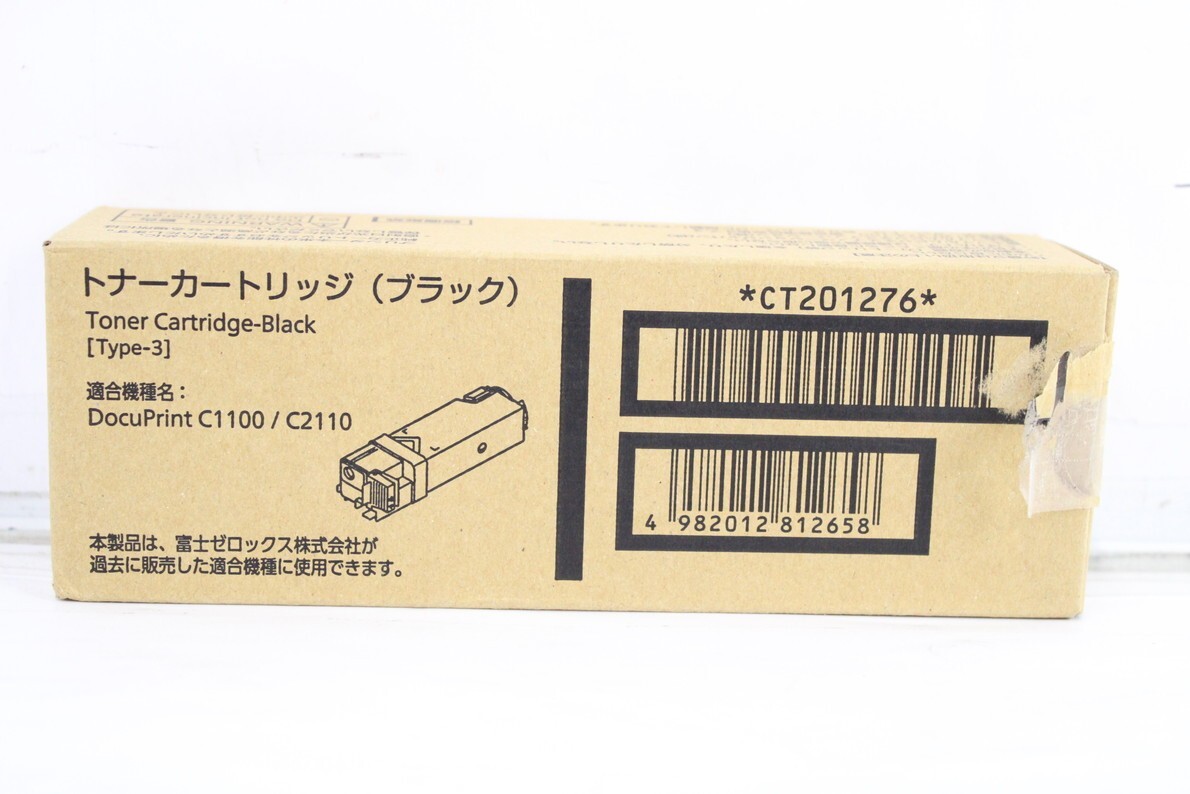 トナーカートリッジ（ブラック）
Toner Cartridge-Black
[Type-3]
適合機種名：
DocuPrint C1100 / C2110
本製品は、富士ゼロックス株式会社が
過去に販売した適合機種に使用できます。
*CT201276*
4 982012 812658